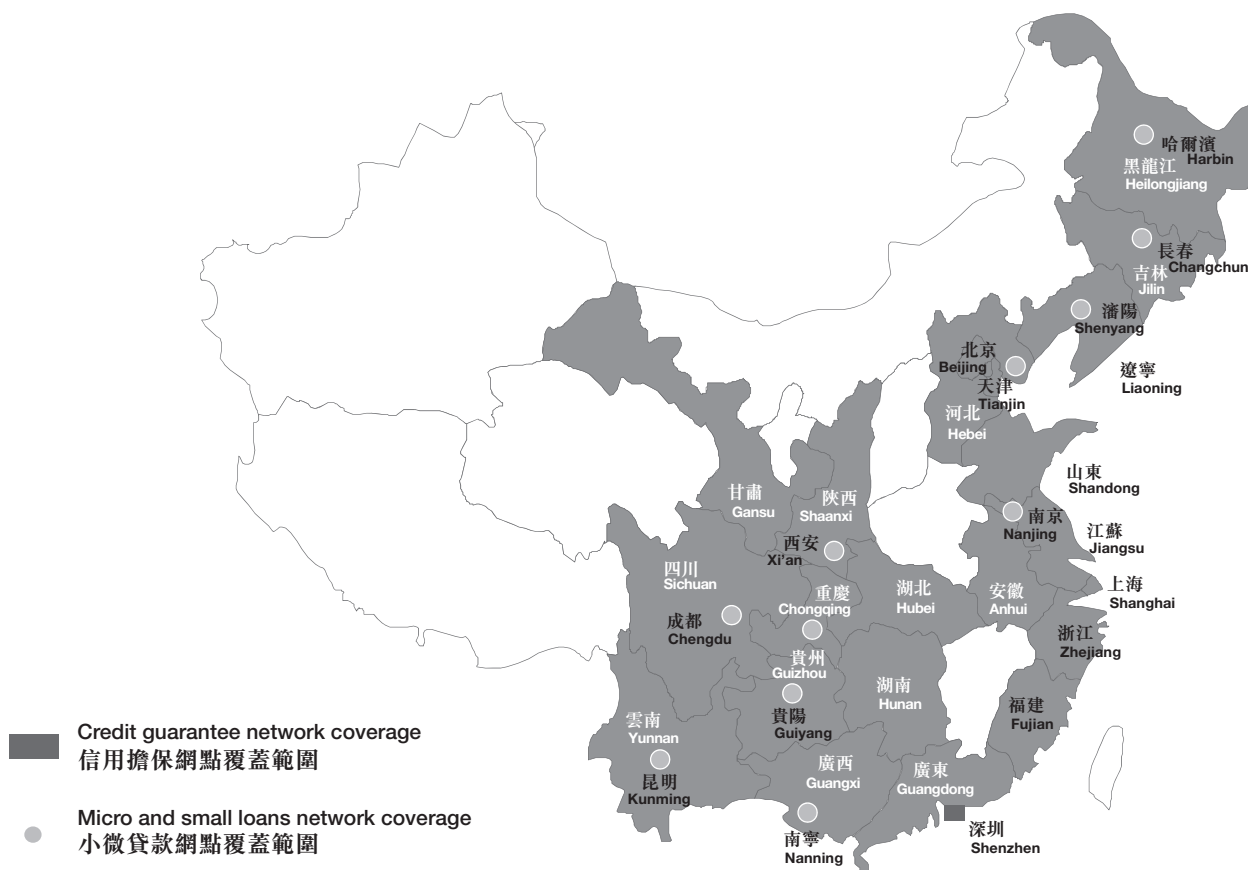 哈爾濱
Harbin
黑龍江
Heilongjiang
長春
Changchun
吉林
Jilin
瀋陽
Shenyang
遼寧
Liaoning
北京
Beijing
天津
Tianjin
河北
Hebei
山東
Shandong
甘肅
Gansu
陝西
Shaanxi
南京
Nanjing
江蘇
Jiangsu
西安
Xi'an
四川
Sichuan
重慶
Chongqing
湖北
Hubei
安徽
Anhui
上海
Shanghai
成都
Chengdu
浙江
Zhejiang
貴州
Guizhou
湖南
Hunan
福建
Fujian
貴陽
Guiyang
雲南
Yunnan
昆明
Kunming
廣西
Guangxi
廣東
Guangdong
南寧
Nanning
深圳
Shenzhen
Credit guarantee network coverage
信用擔保網點覆蓋範圍
Micro and small loans network coverage
小微貸款網點覆蓋範圍